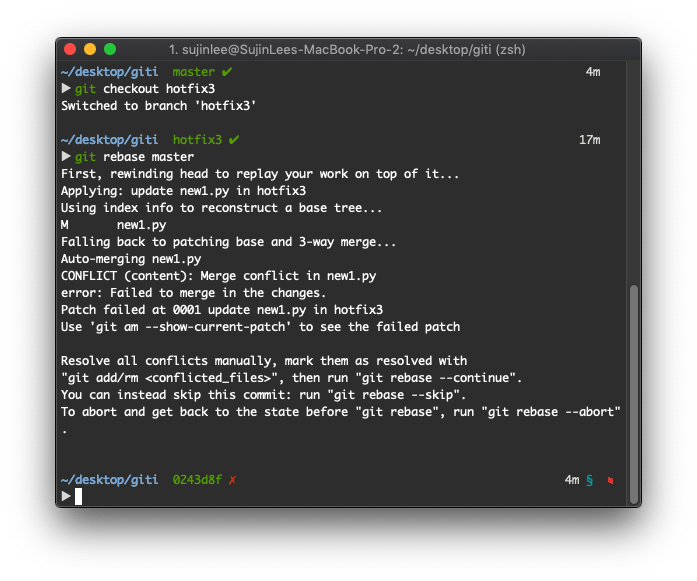 1. sujinlee@SujinLees-MacBook-Pro-2: ~/desktop/giti (zsh)
~/desktop/giti master ✔ 4m
▶ git checkout hotfix3
Switched to branch 'hotfix3'
~/desktop/giti hotfix3 ✔ 17m
▶ git rebase master
First, rewinding head to replay your work on top of it...
Applying: update new1.py in hotfix3
Using index info to reconstruct a base tree...
M new1.py
Falling back to patching base and 3-way merge...
Auto-merging new1.py
CONFLICT (content): Merge conflict in new1.py
error: Failed to merge in the changes.
Patch failed at 0001 update new1.py in hotfix3
Use 'git am --show-current-patch' to see the failed patch
Resolve all conflicts manually, mark them as resolved with
"git add/rm <conflicted_files>", then run "git rebase --continue".
You can instead skip this commit: run "git rebase --skip".
To abort and get back to the state before "git rebase", run "git rebase --abort"
.
~/desktop/giti 0243d8f ✗ 4m §
▶